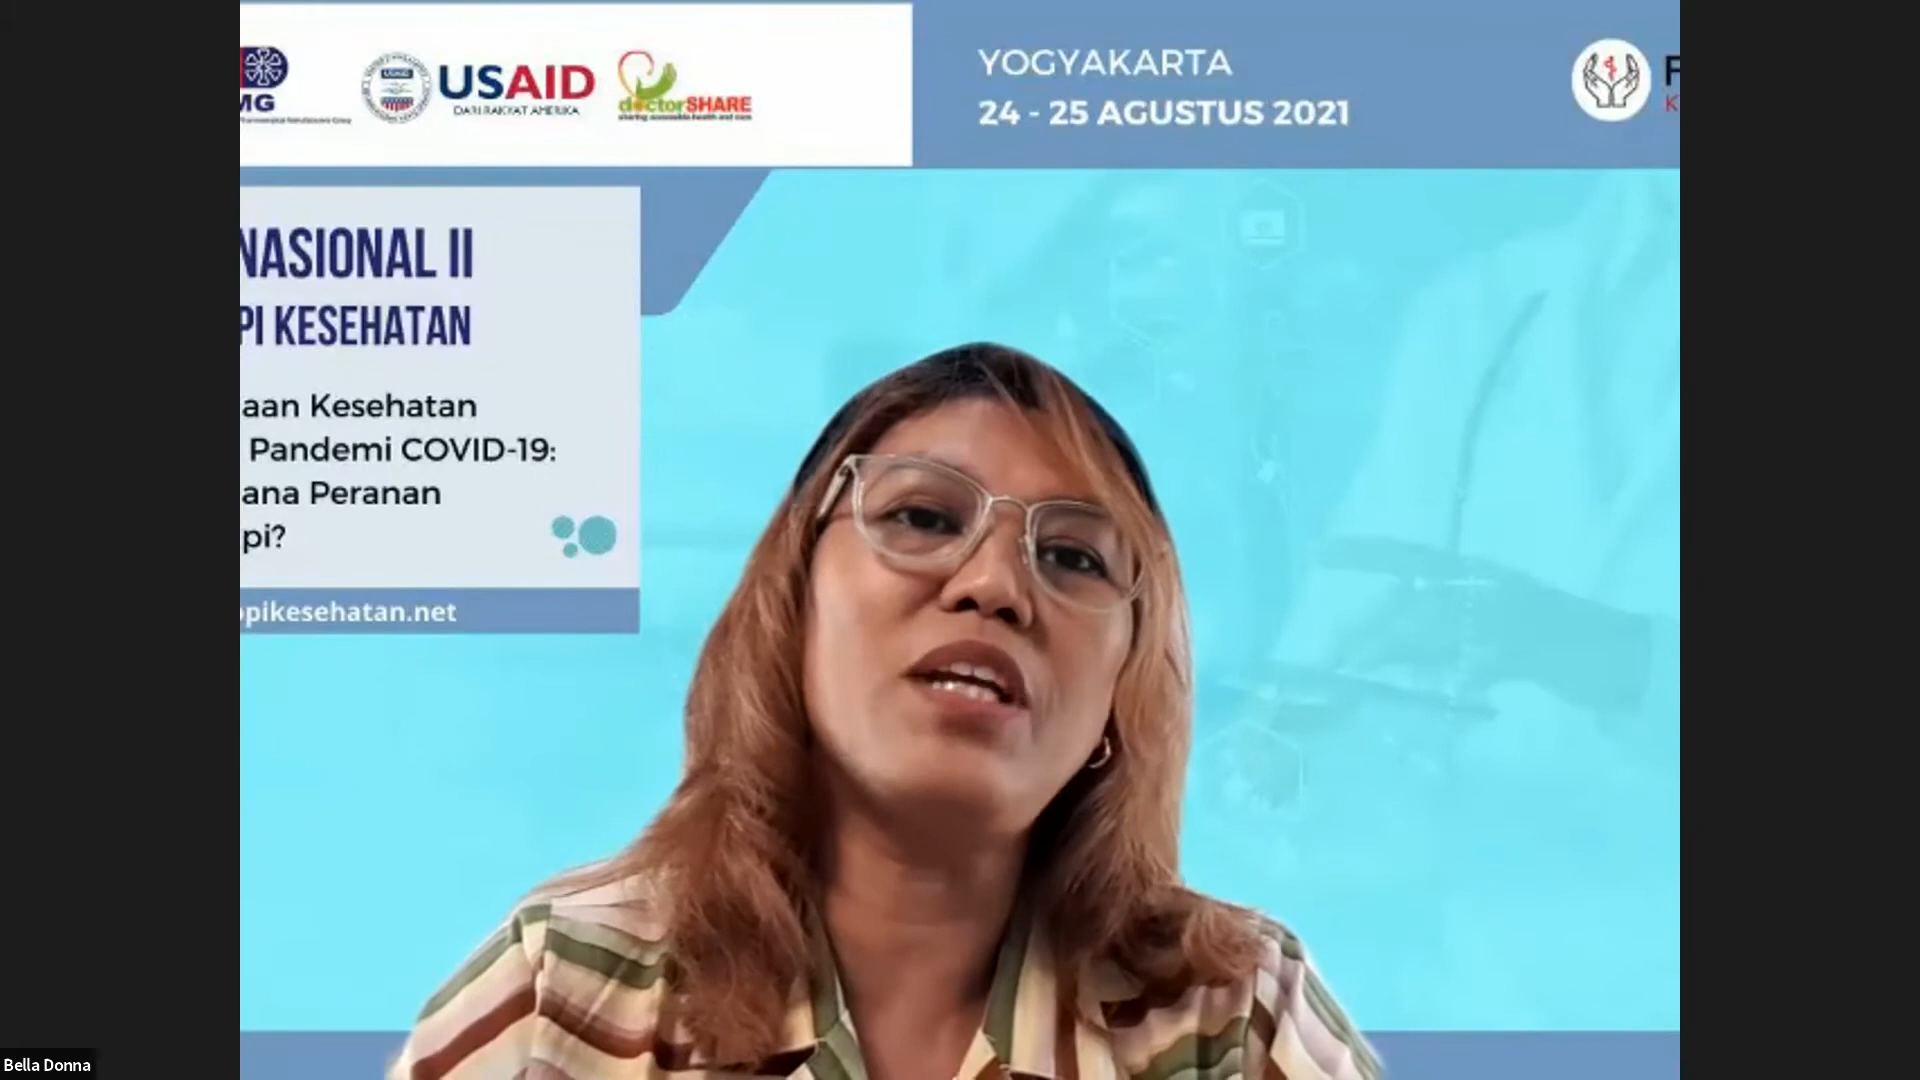 MG
USAID
DARI RAKYAT AMERIKA
doctorSHARE
YOGYAKARTA
24 - 25 AGUSTUS 2021
NASIONAL II
PI KESEHATAN
aan Kesehatan
Pandemi COVID-19:
ana Peranan
pi?
pikesehatan.net
Bella Donna